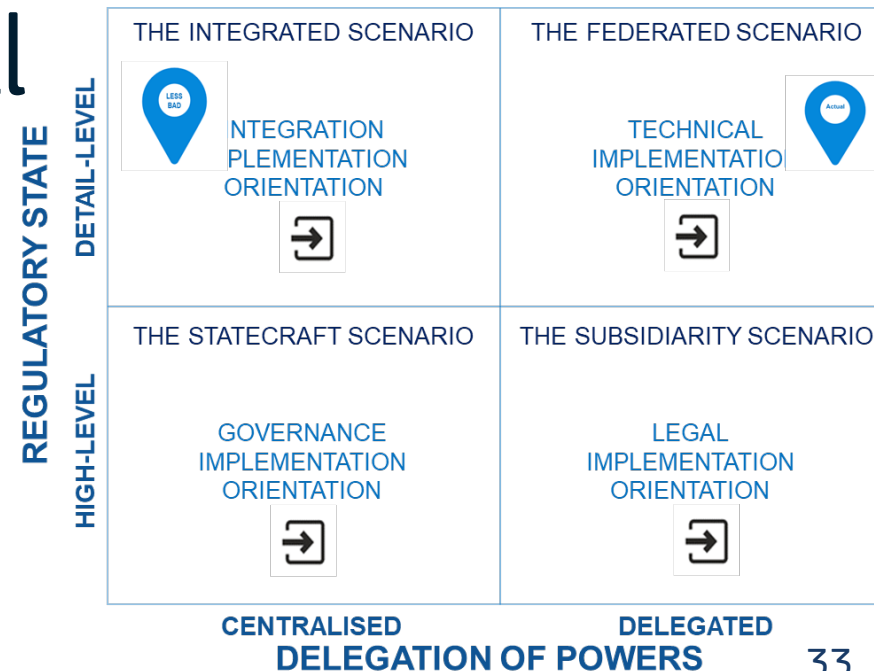 THE INTEGRATED SCENARIO
LESS
BAD
NTEGRATION
PLEMENTATION
ORIENTATION
THE FEDERATED SCENARIO
Actual
TECHNICAL
IMPLEMENTATIO
ORIENTATION
THE STATECRAFT SCENARIO
GOVERNANCE
IMPLEMENTATION
ORIENTATION
THE SUBSIDIARITY SCENARIO
LEGAL
IMPLEMENTATION
ORIENTATION
REGULATORY STATE
DETAIL-LEVEL
HIGH-LEVEL
CENTRALISED
DELEGATED
DELEGATION OF POWERS
33